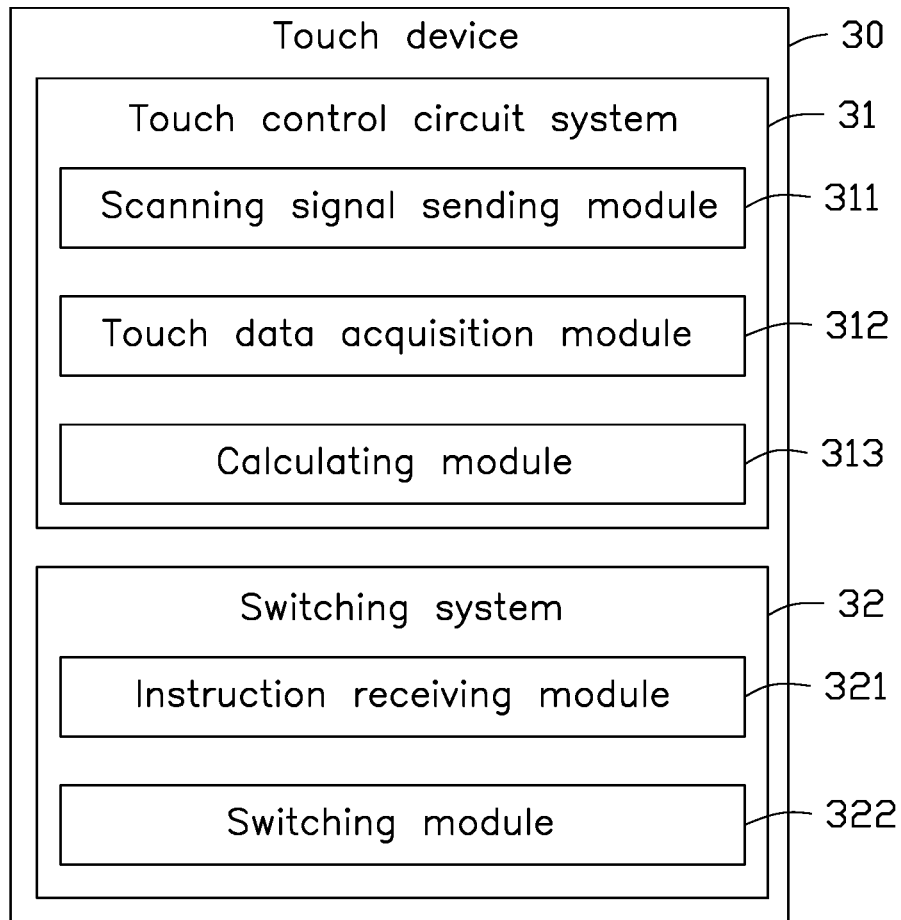 Touch device 30
Touch control circuit system 31
Scanning signal sending module 311
Touch data acquisition module 312
Calculating module 313
Switching system 32
Instruction receiving module 321
Switching module 322